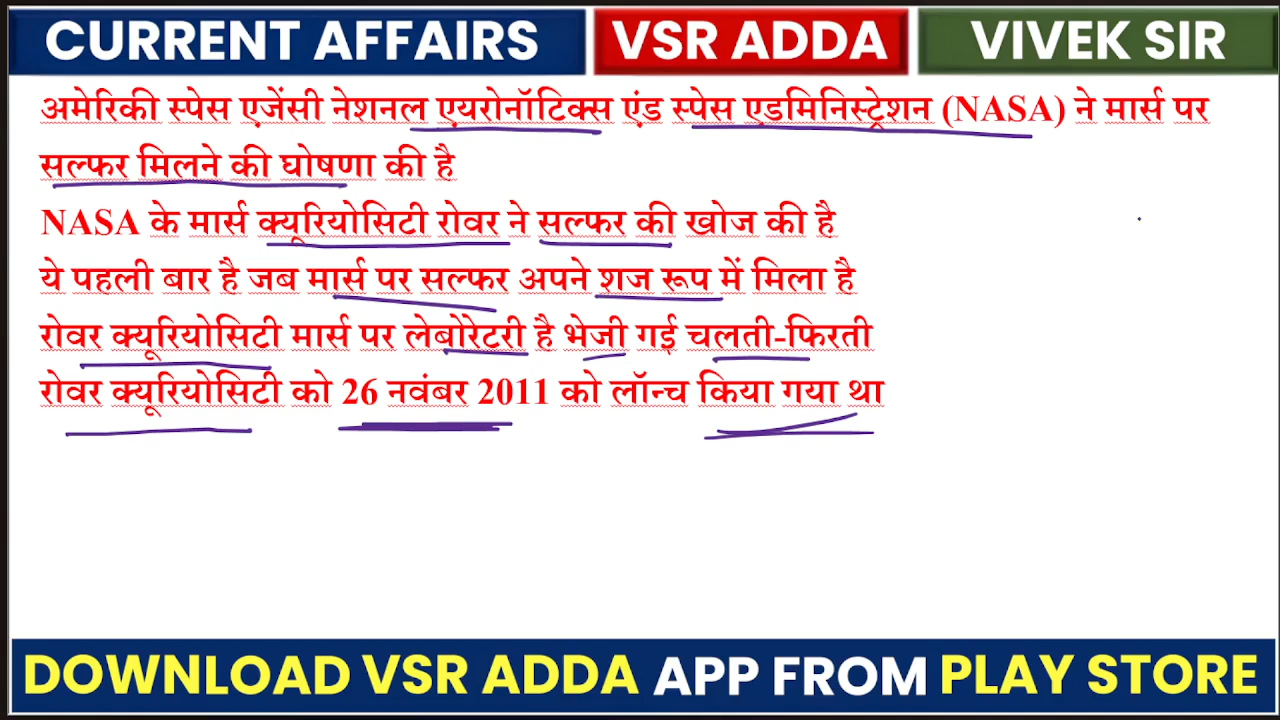 CURRENT AFFAIRS VSR ADDA VIVEK SIR
अमेरिकी स्पेस एजेंसी नेशनल एयरोनॉटिक्स एंड स्पेस एडमिनिस्ट्रेशन (NASA) ने मार्स पर
सल्फर मिलने की घोषणा की है
NASA के मार्स क्यूरियोसिटी रोवर ने सल्फर की खोज की है
ये पहली बार है जब मार्स पर सल्फर अपने शज रूप में मिला है
रोवर क्यूरियोसिटी मार्स पर लेबोरेटरी है भेजी गई चलती-फिरती
रोवर क्यूरियोसिटी को 26 नवंबर 2011 को लॉन्च किया गया था
DOWNLOAD VSR ADDA APP FROM PLAY STORE